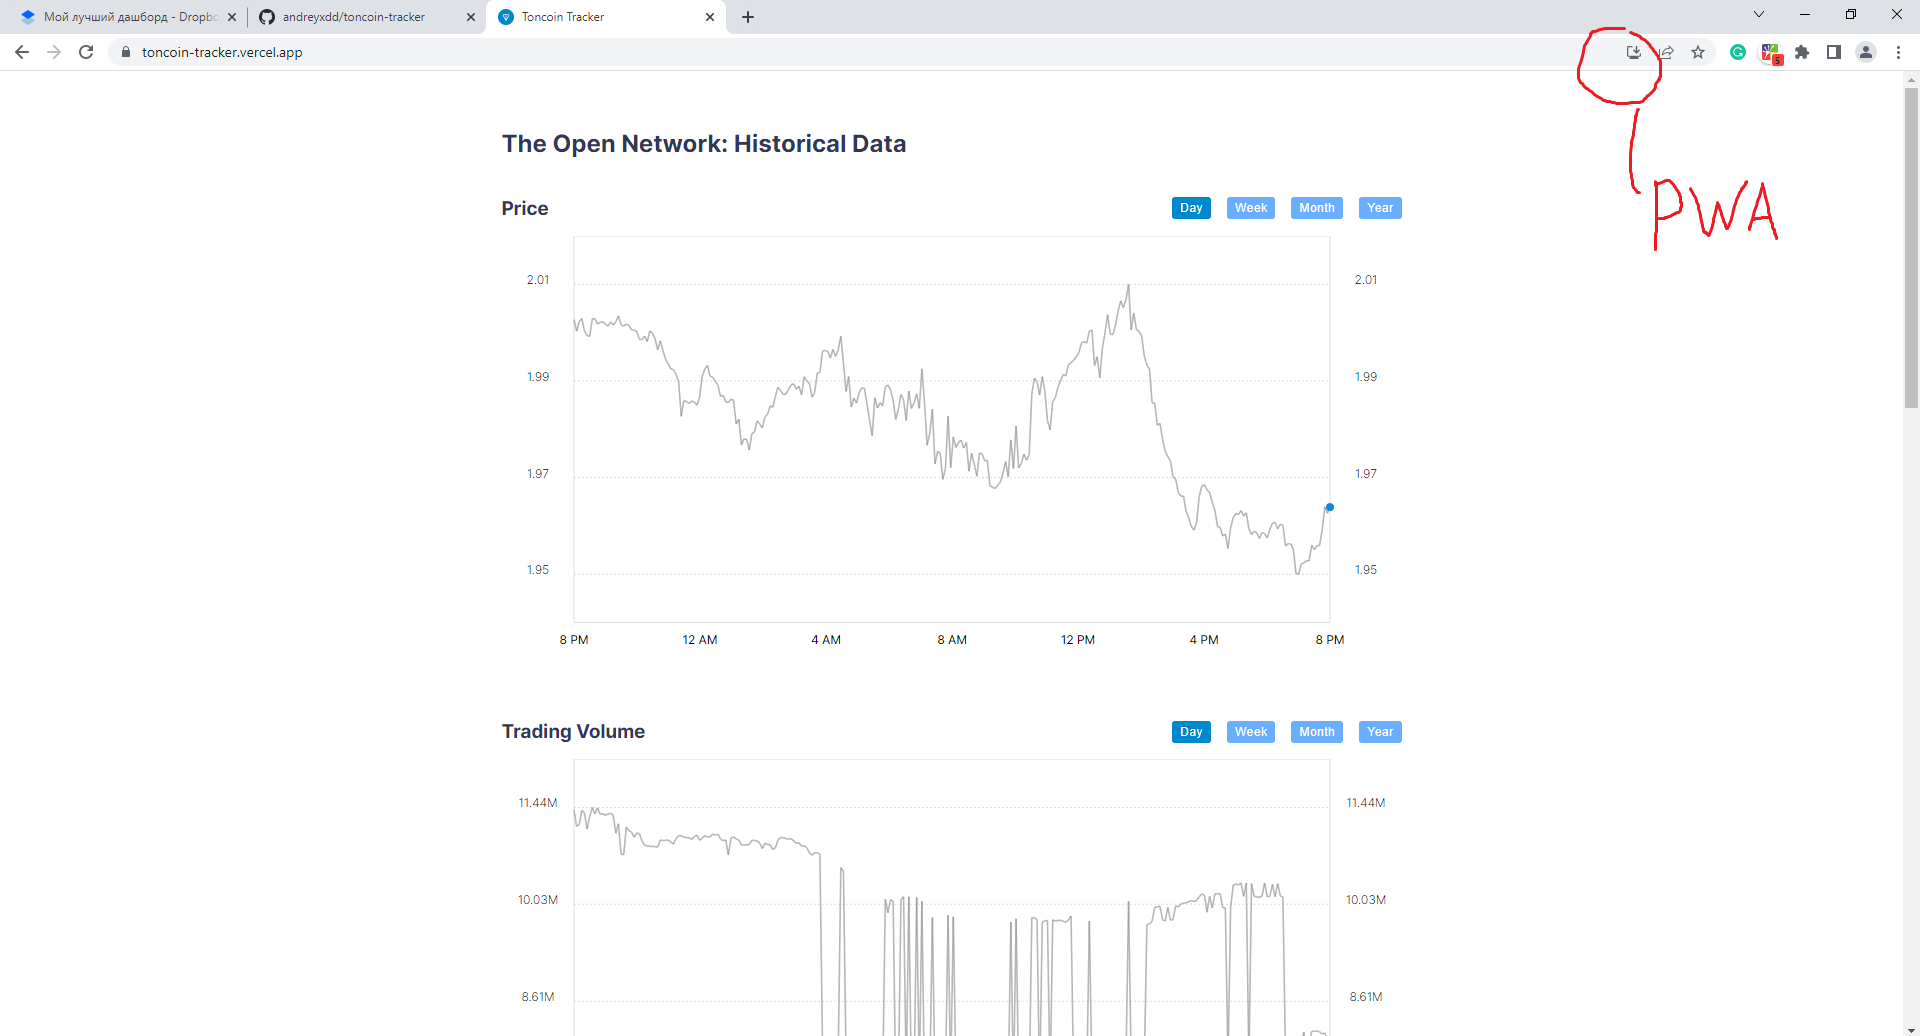 Мой лучший дашборд - Dropbo
andreyxdd/toncoin-tracker
Toncoin Tracker
toncoin-tracker.vercel.app
5
PWA
The Open Network: Historical Data
Price
Day Week Month Year
2.01 2.01
1.99 1.99
1.97 1.97
1.95 1.95
8 PM 12 AM 4 AM 8 AM 12 PM 4 PM 8 PM
Trading Volume
Day Week Month Year
11.44M 11.44M
10.03M 10.03M
8.61M 8.61M